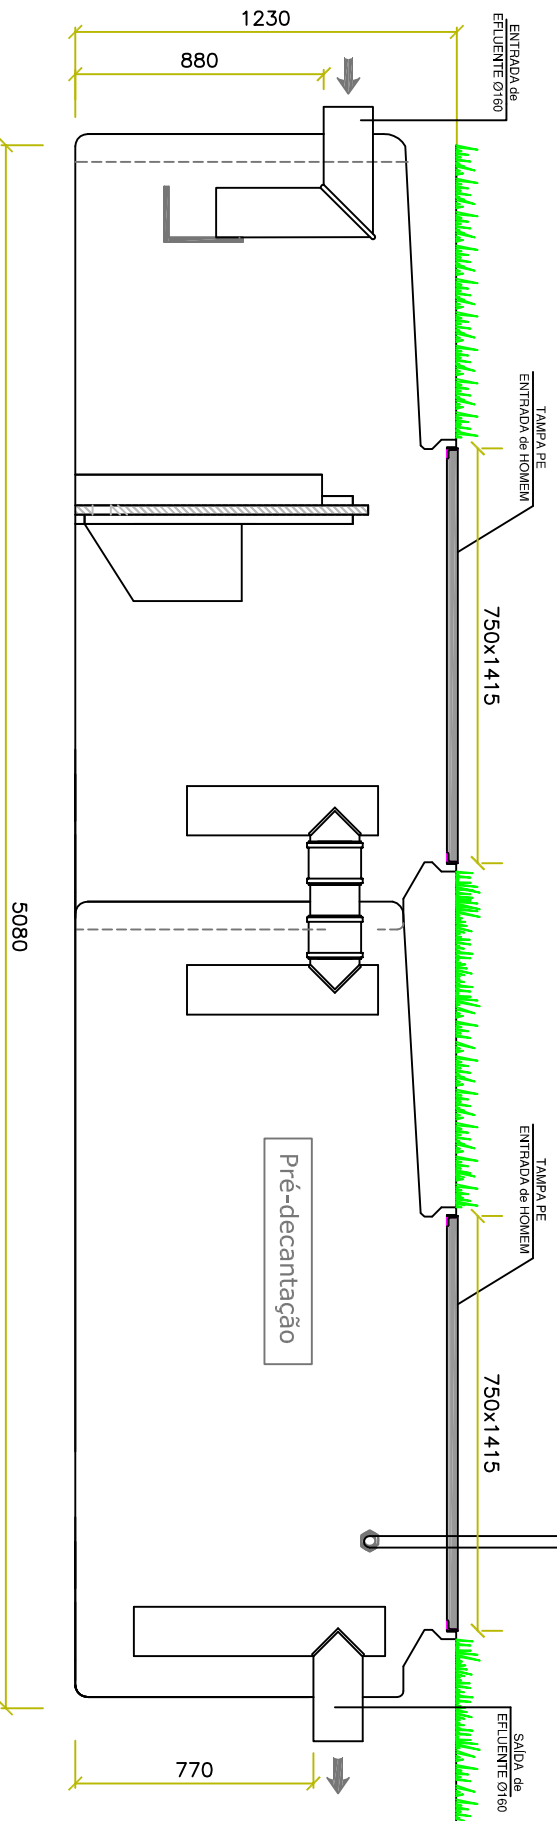 1230
880
ENTRADA de
EFLUENTE Ø160
TAMPA PE
ENTRADA de HOMEM
750x1415
5080
Pré-decantação
TAMPA PE
ENTRADA de HOMEM
750x1415
SAÍDA de
EFLUENTE Ø160
770